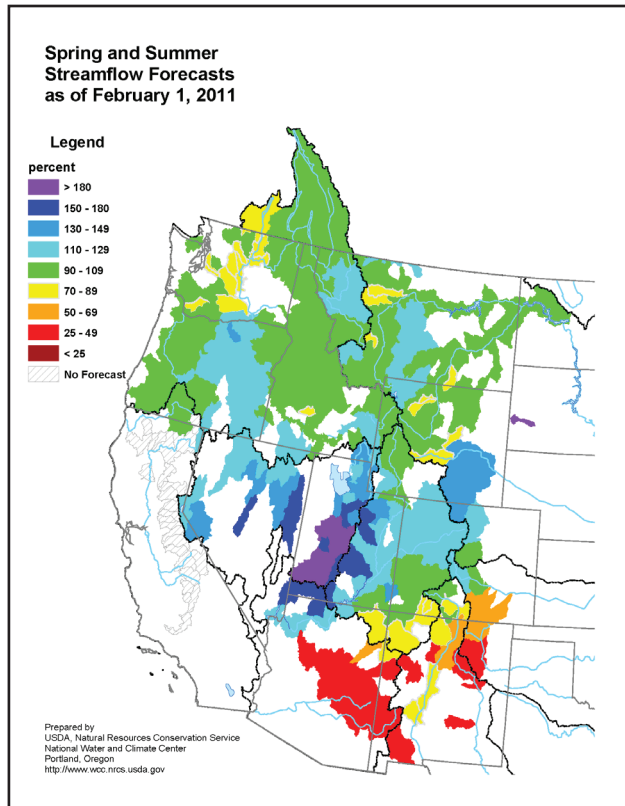 Spring and Summer
Streamflow Forecasts
as of February 1, 2011
Legend
percent
> 180
150 - 180
130 - 149
110 - 129
90 - 109
70 - 89
50 - 69
25 - 49
< 25
No Forecast
Prepared by
USDA, Natural Resources Conservation Service
National Water and Climate Center
Portland, Oregon
http://www.wcc.nrcs.usda.gov